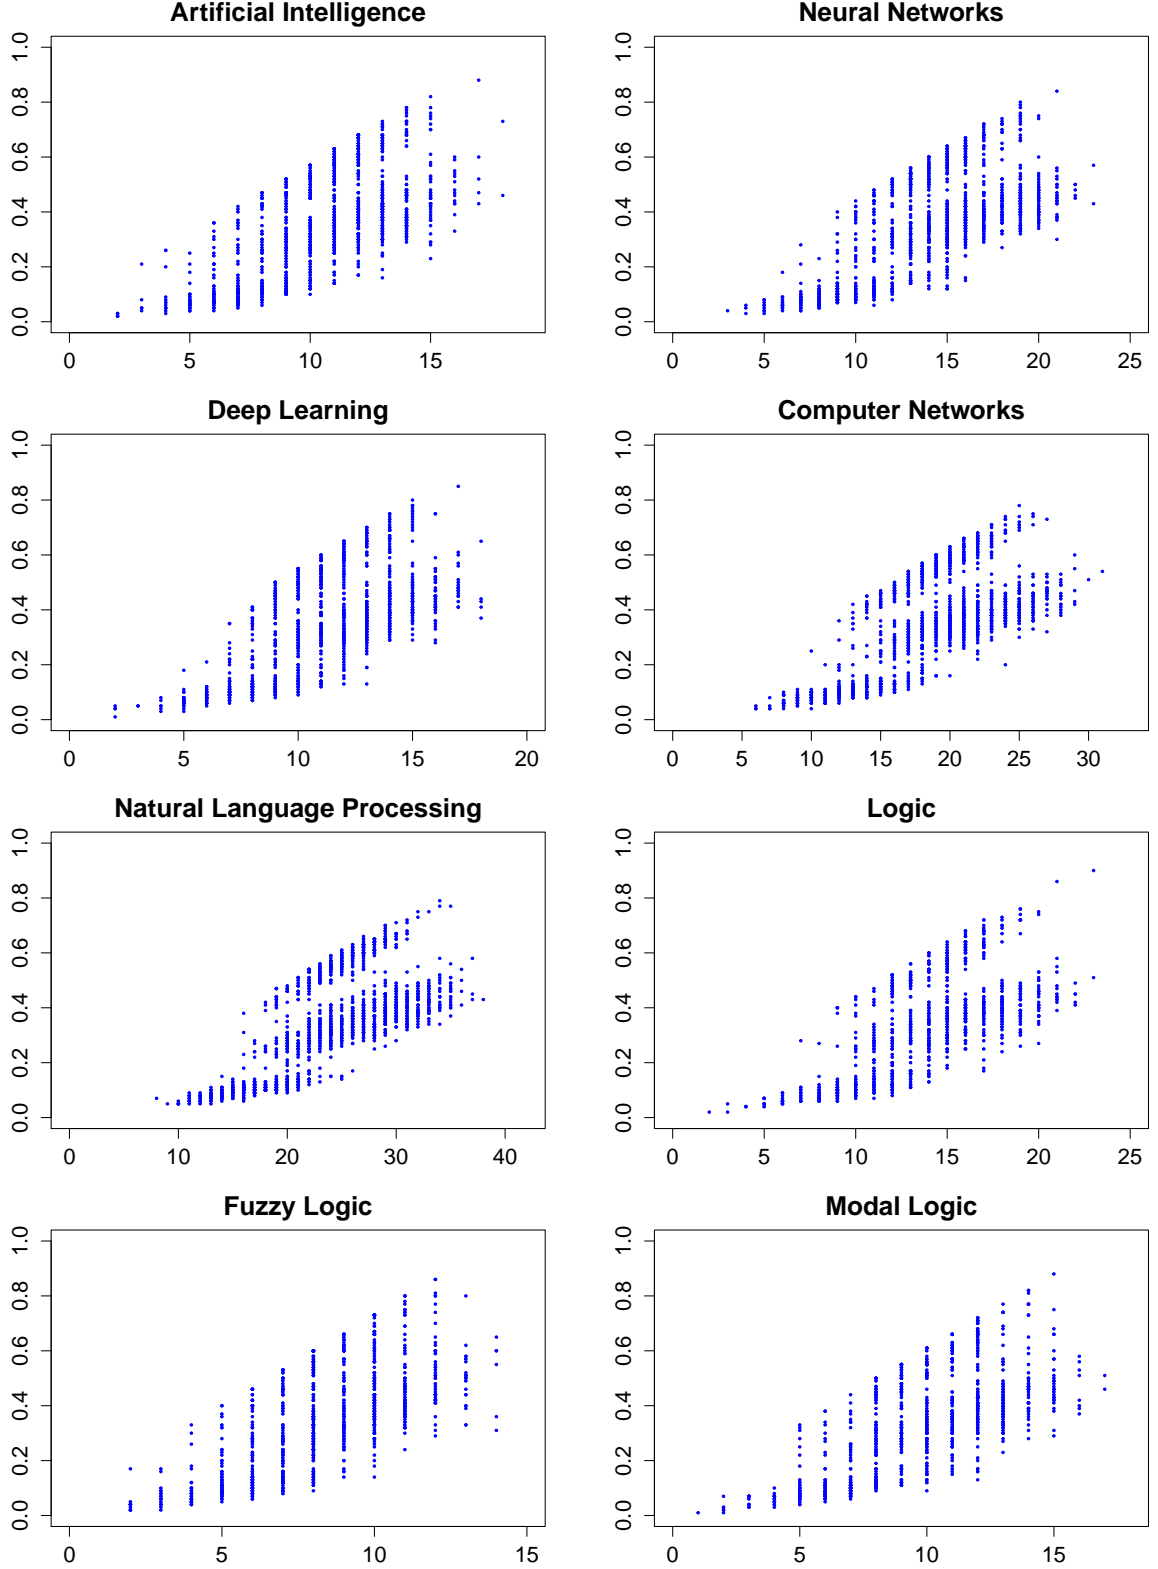 Artificial Intelligence
0.0 0.2 0.4 0.6 0.8 1.0
0 5 10 15
Neural Networks
0.0 0.2 0.4 0.6 0.8 1.0
0 5 10 15 20 25
Deep Learning
0.0 0.2 0.4 0.6 0.8 1.0
0 5 10 15 20
Computer Networks
0.0 0.2 0.4 0.6 0.8 1.0
0 5 10 15 20 25 30
Natural Language Processing
0.0 0.2 0.4 0.6 0.8 1.0
0 10 20 30 40
Logic
0.0 0.2 0.4 0.6 0.8 1.0
0 5 10 15 20 25
Fuzzy Logic
0.0 0.2 0.4 0.6 0.8 1.0
0 5 10 15
Modal Logic
0.0 0.2 0.4 0.6 0.8 1.0
0 5 10 15